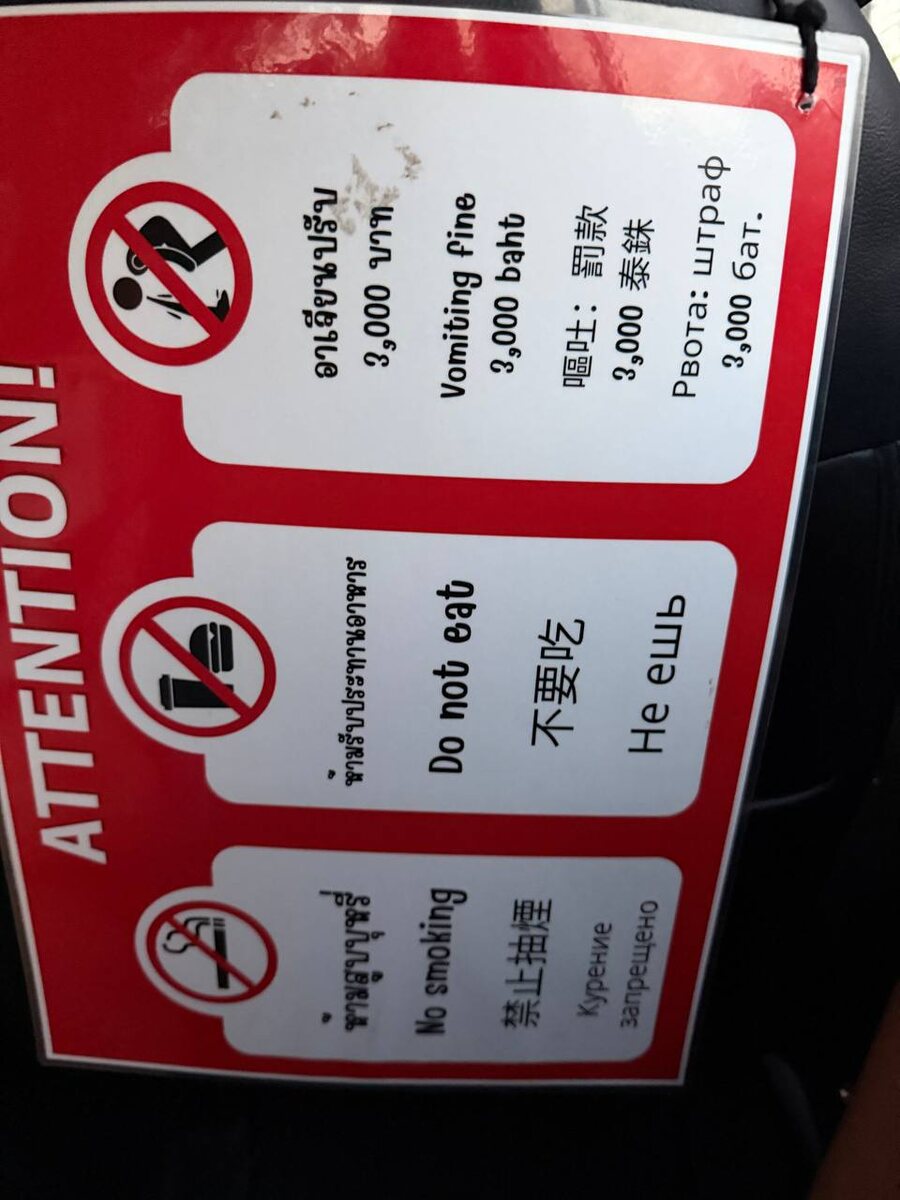 ATTENTION!
ห้ามสูบบุหรี่
No smoking
禁止抽煙
Курение
запрещено
ห้ามรับประทานอาหาร
Do not eat
不要吃
Не ешь
อาเจียนปรับ
3,000 บาท
Vomiting fine
3,000 baht
嘔吐：罰款
3,000 泰銖
Рвота: штраф
3,000 бат.